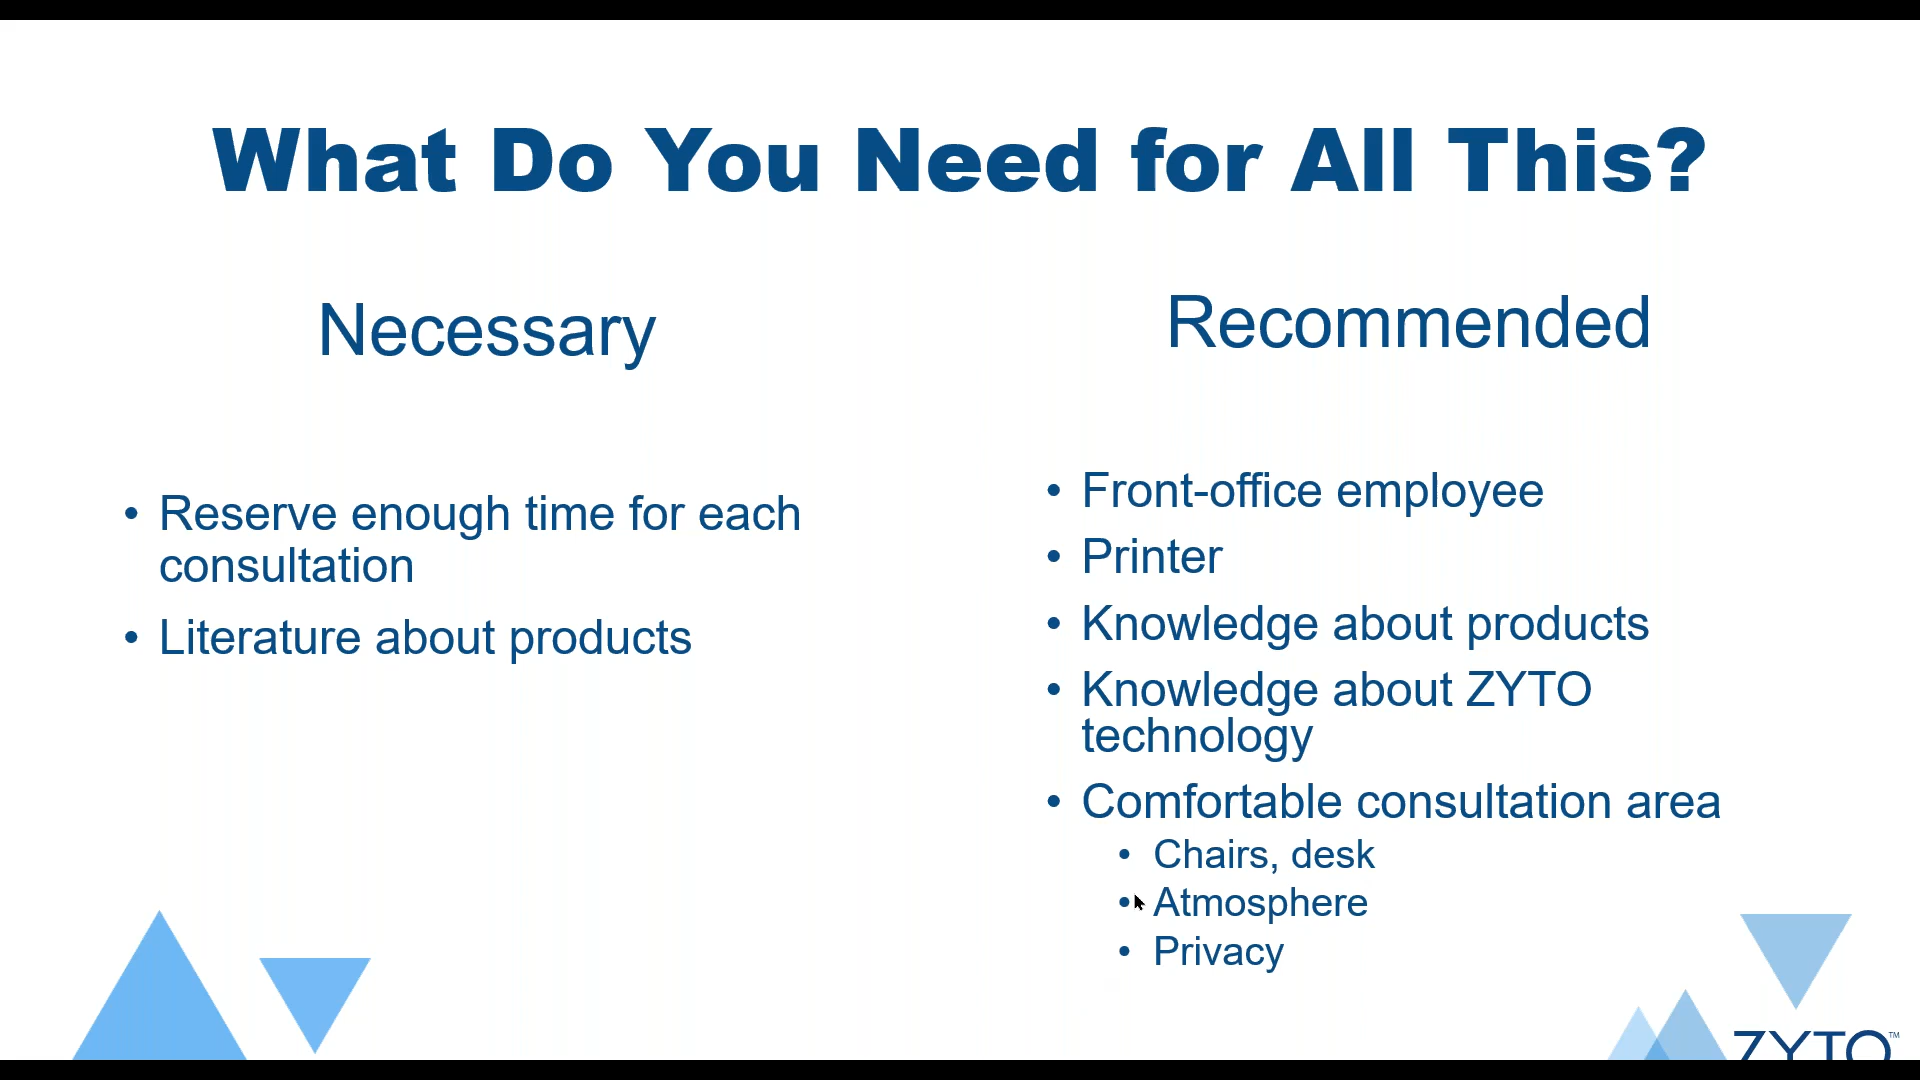 What Do You Need for All This?
Necessary
• Reserve enough time for each
consultation
• Literature about products
Recommended
• Front-office employee
• Printer
• Knowledge about products
• Knowledge about ZYTO
technology
• Comfortable consultation area
• Chairs, desk
• Atmosphere
• Privacy
ZYTO™